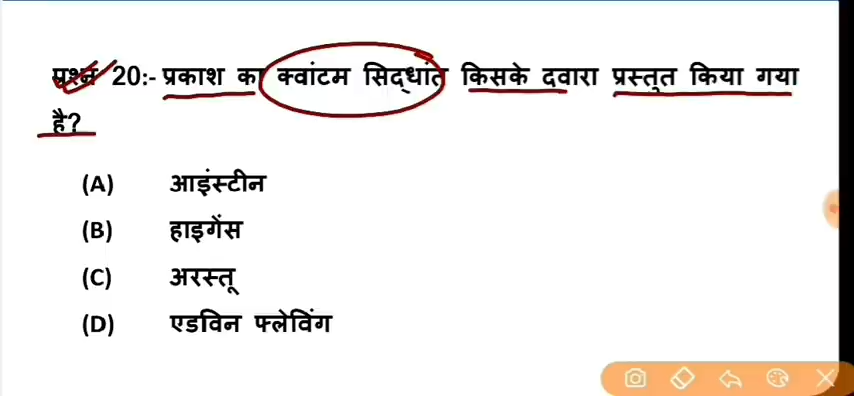 प्रश्न 20:- प्रकाश का क्वांटम सिद्धांत किसके दवारा प्रस्तुत किया गया
है?
(A) आइंस्टीन
(B) हाइगेंस
(C) अरस्तू
(D) एडविन फ्लेविंग